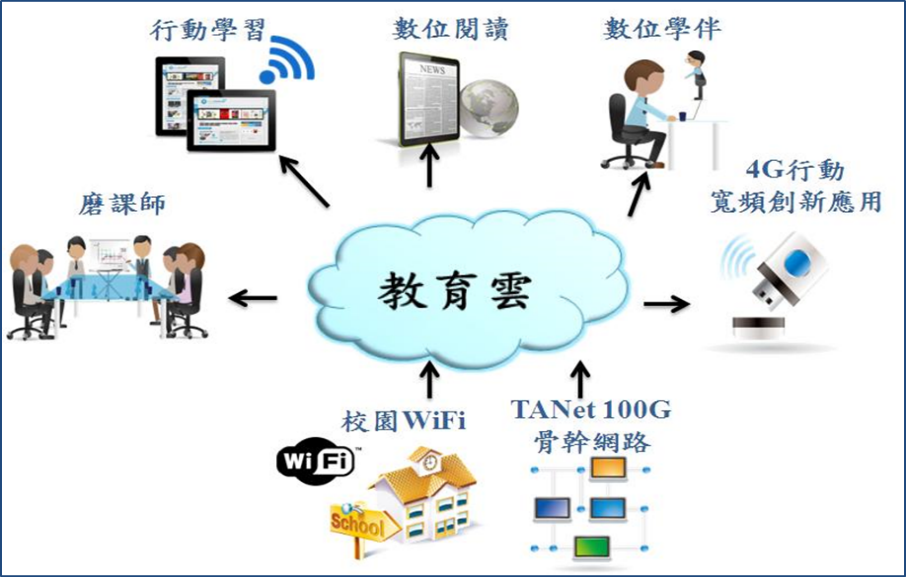 行動學習
數位閱讀
數位學伴
NEWS
4G行動
寬頻創新應用
磨課師
教育雲
校園WiFi
TANet 100G
骨幹網路
WiFi
TM
School